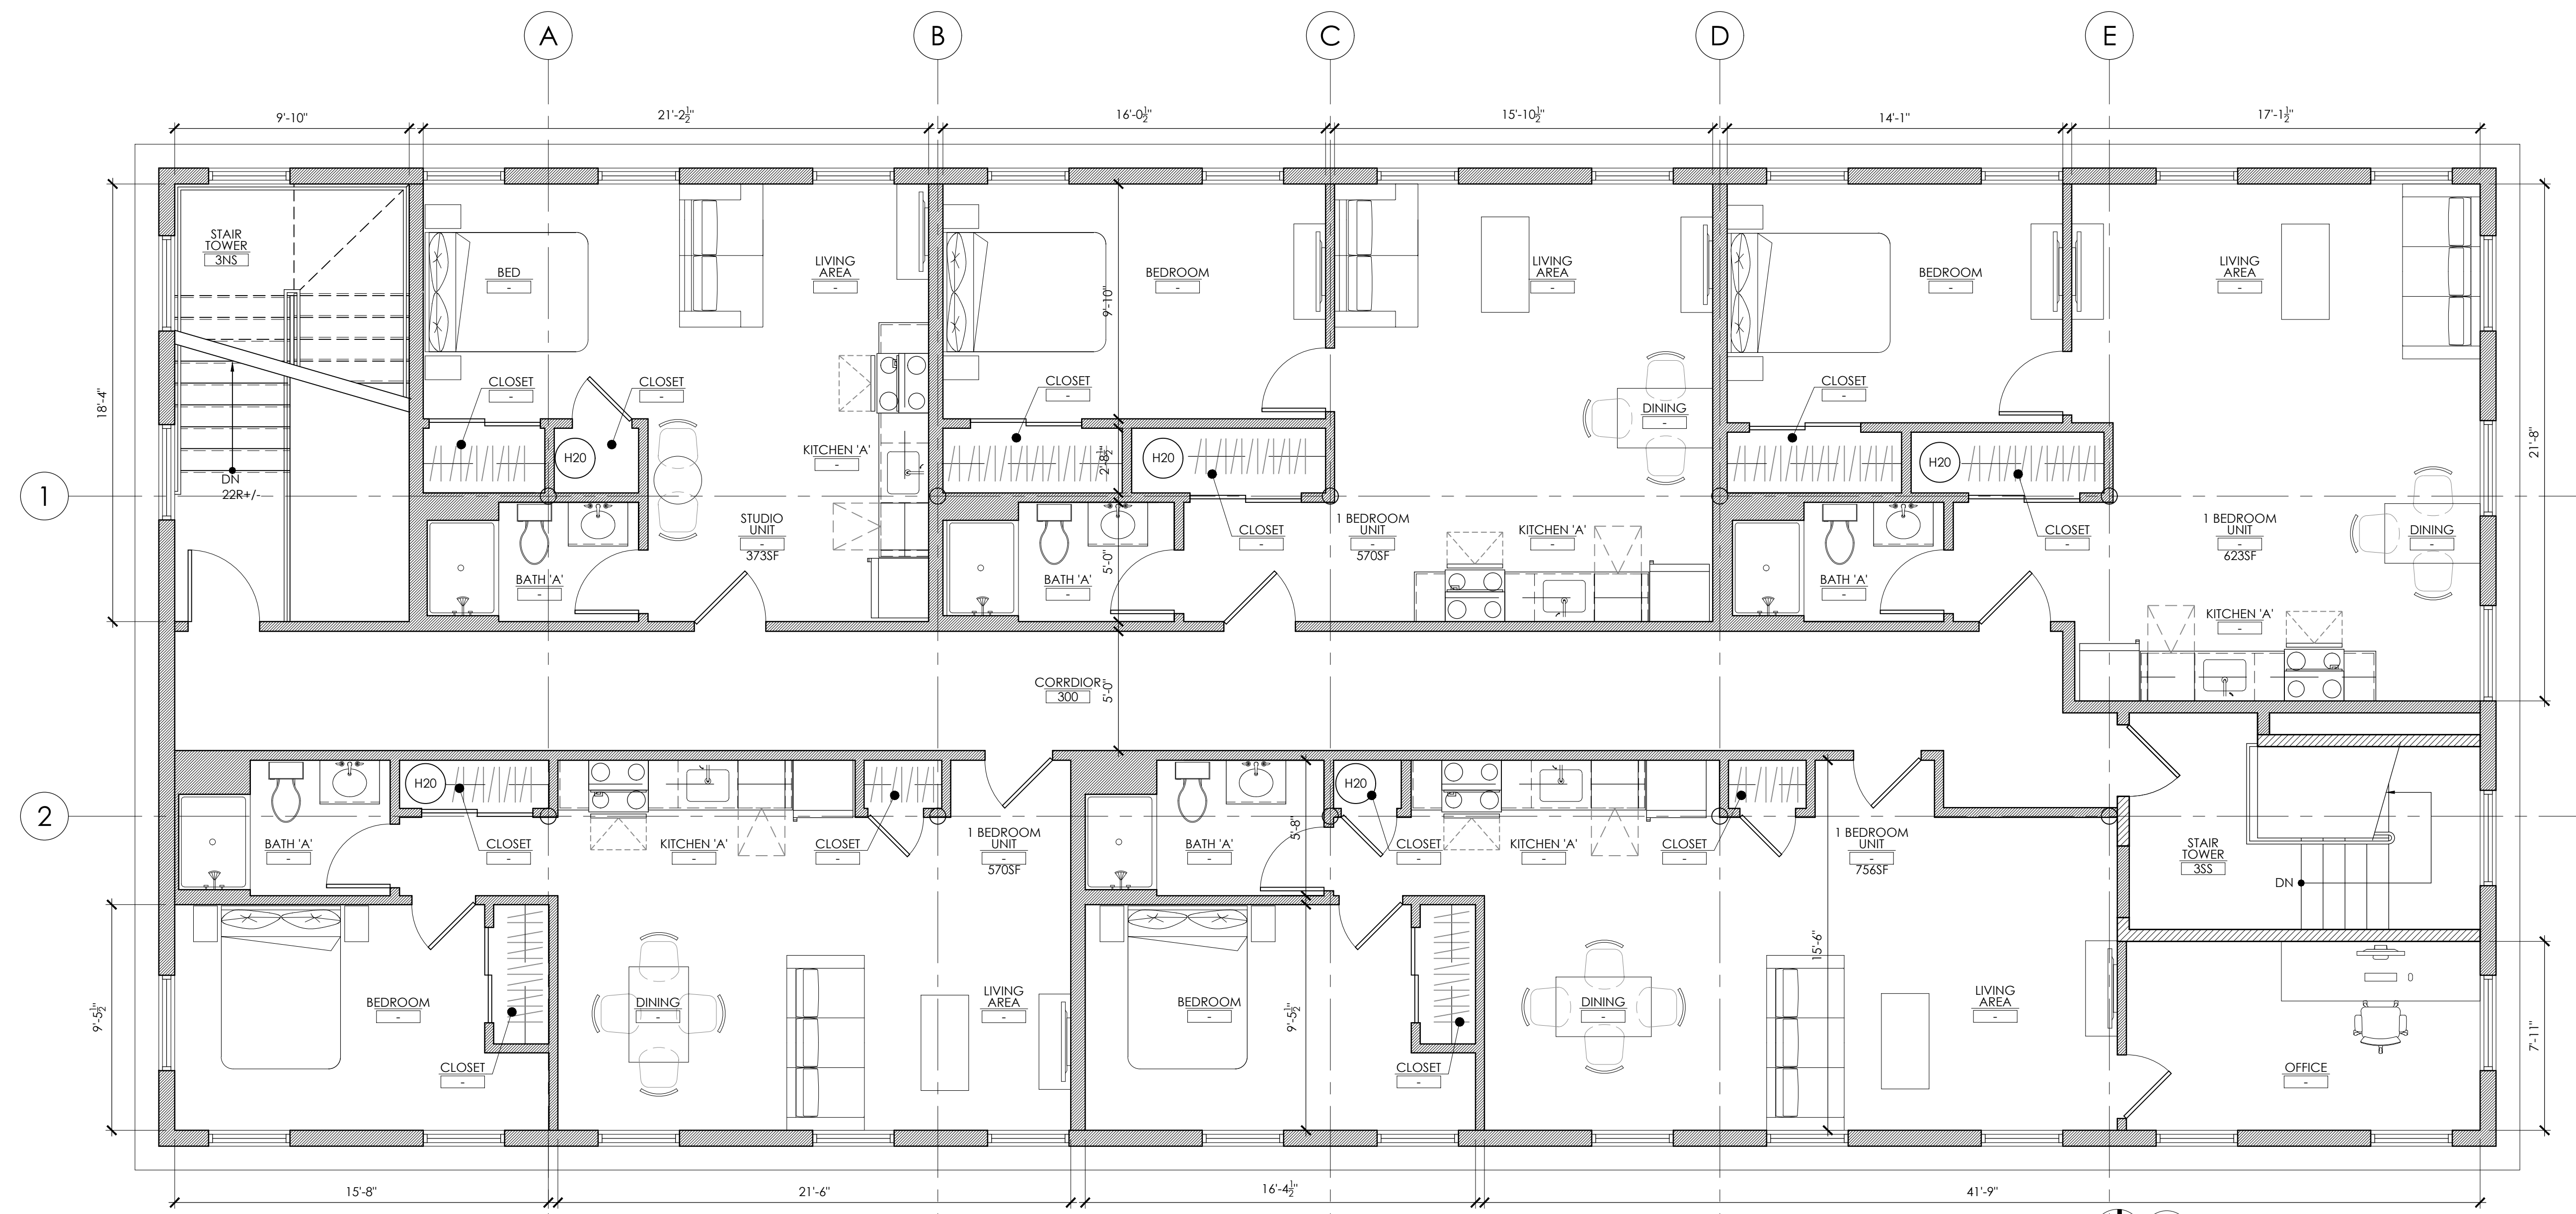 A
B
C
D
E
9'-10"
21'-2½"
16'-0½"
15'-10½"
14'-1"
17'-1½"
STAIR
TOWER
3NS
BED
-
LIVING
AREA
-
BEDROOM
-
LIVING
AREA
-
BEDROOM
-
LIVING
AREA
-
9'-10"
18'-4"
21'-8"
CLOSET
-
CLOSET
-
CLOSET
-
CLOSET
-
DINING
-
H20
KITCHEN 'A'
-
2'-8½"
H20
H20
DN
22R+/-
1
STUDIO
UNIT
-
373SF
CLOSET
-
1 BEDROOM
UNIT
-
570SF
KITCHEN 'A'
-
CLOSET
-
1 BEDROOM
UNIT
-
623SF
DINING
-
BATH 'A'
-
BATH 'A'
-
5'-0"
BATH 'A'
-
KITCHEN 'A'
-
CORRDIOR
300
5'-0"
H20
H20
2
BATH 'A'
-
CLOSET
-
KITCHEN 'A'
-
CLOSET
-
1 BEDROOM
UNIT
-
570SF
BATH 'A'
-
5'-8"
CLOSET
-
KITCHEN 'A'
-
CLOSET
-
1 BEDROOM
UNIT
-
756SF
STAIR
TOWER
3SS
DN
9'-5½"
BEDROOM
-
DINING
-
LIVING
AREA
-
BEDROOM
-
9'-5½"
DINING
-
15'-6"
LIVING
AREA
-
7'-11"
CLOSET
-
CLOSET
-
OFFICE
-
15'-8"
21'-6"
16'-4½"
41'-9"